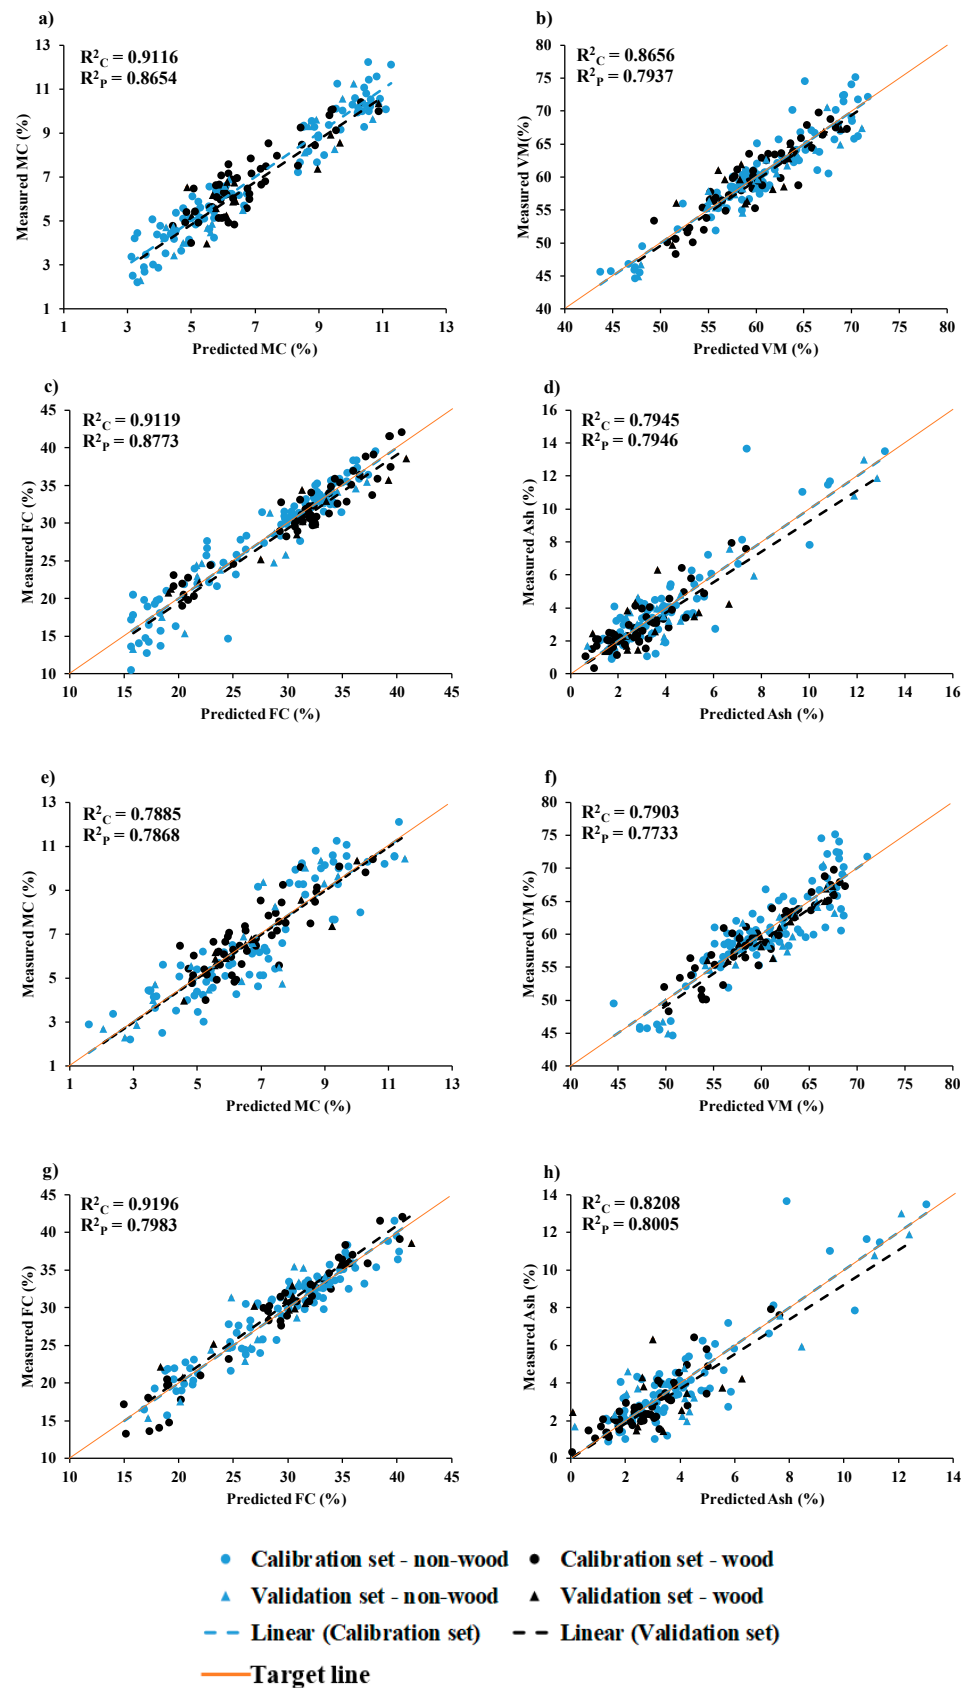 a)
R²C = 0.9116
R²P = 0.8654
13
11
9
7
5
3
1
Measured MC (%)
1 3 5 7 9 11 13
Predicted MC (%)
b)
R²C = 0.8656
R²P = 0.7937
80
75
70
65
60
55
50
45
40
Measured VM(%)
40 45 50 55 60 65 70 75 80
Predicted VM (%)
c)
R²C = 0.9119
R²P = 0.8773
45
40
35
30
25
20
15
10
Measured FC (%)
10 15 20 25 30 35 40 45
Predicted FC (%)
d)
R²C = 0.7945
R²P = 0.7946
16
14
12
10
8
6
4
2
0
Measured Ash (%)
0 2 4 6 8 10 12 14 16
Predicted Ash (%)
e)
R²C = 0.7885
R²P = 0.7868
13
11
9
7
5
3
1
Measured MC (%)
1 3 5 7 9 11 13
Predicted MC (%)
f)
R²C = 0.7903
R²P = 0.7733
80
75
70
65
60
55
50
45
40
Measured VM (%)
40 45 50 55 60 65 70 75 80
Predicted VM (%)
g)
R²C = 0.9196
R²P = 0.7983
45
40
35
30
25
20
15
10
Measured FC (%)
10 15 20 25 30 35 40 45
Predicted FC (%)
h)
R²C = 0.8208
R²P = 0.8005
14
12
10
8
6
4
2
0
Measured Ash (%)
0 2 4 6 8 10 12 14
Predicted Ash (%)
Calibration set - non-wood Calibration set - wood
Validation set - non-wood Validation set - wood
Linear (Calibration set) Linear (Validation set)
Target line